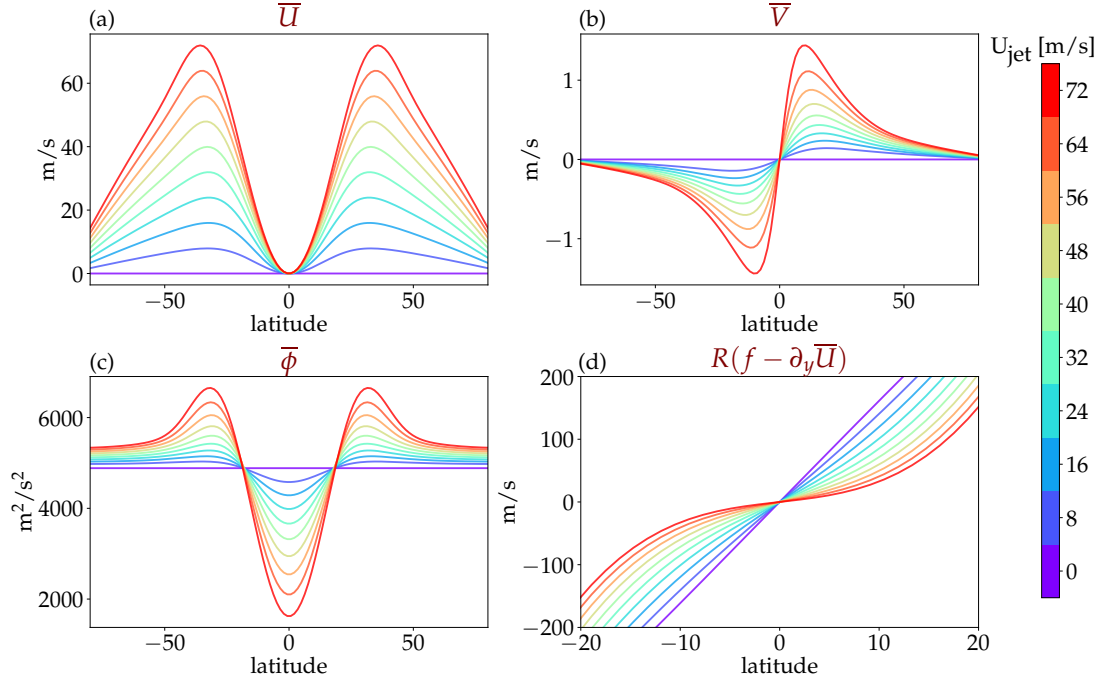 (a)
U̅
m/s
60
40
20
0
−50
0
50
latitude
(b)
V̅
m/s
1
0
−1
−50
0
50
latitude
U_jet [m/s]
72
64
56
48
40
32
24
16
8
0
(c)
ϕ̅
m²/s²
6000
4000
2000
−50
0
50
latitude
(d)
R(f − ∂_yU̅)
m/s
200
100
0
−100
−200
−20
−10
0
10
20
latitude